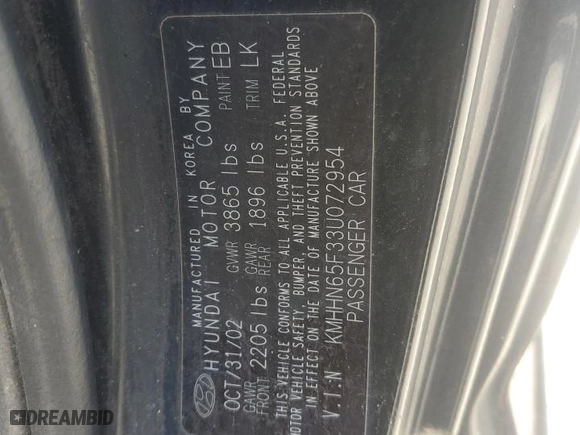 MANUFACTURED IN KOREA BY
HYUNDAI MOTOR COMPANY
OCT/31/02 GVWR 3865 lbs PAINT EB
GAWR FRONT 2205 lbs GAWR REAR 1896 lbs TRIM LK
THIS VEHICLE CONFORMS TO ALL APPLICABLE U.S.A. FEDERAL
MOTOR VEHICLE SAFETY, BUMPER, AND THEFT PREVENTION STANDARDS
IN EFFECT ON THE DATE OF MANUFACTURE SHOWN ABOVE
V.I.N KMHHN65F33U072954
PASSENGER CAR
DREAMBID